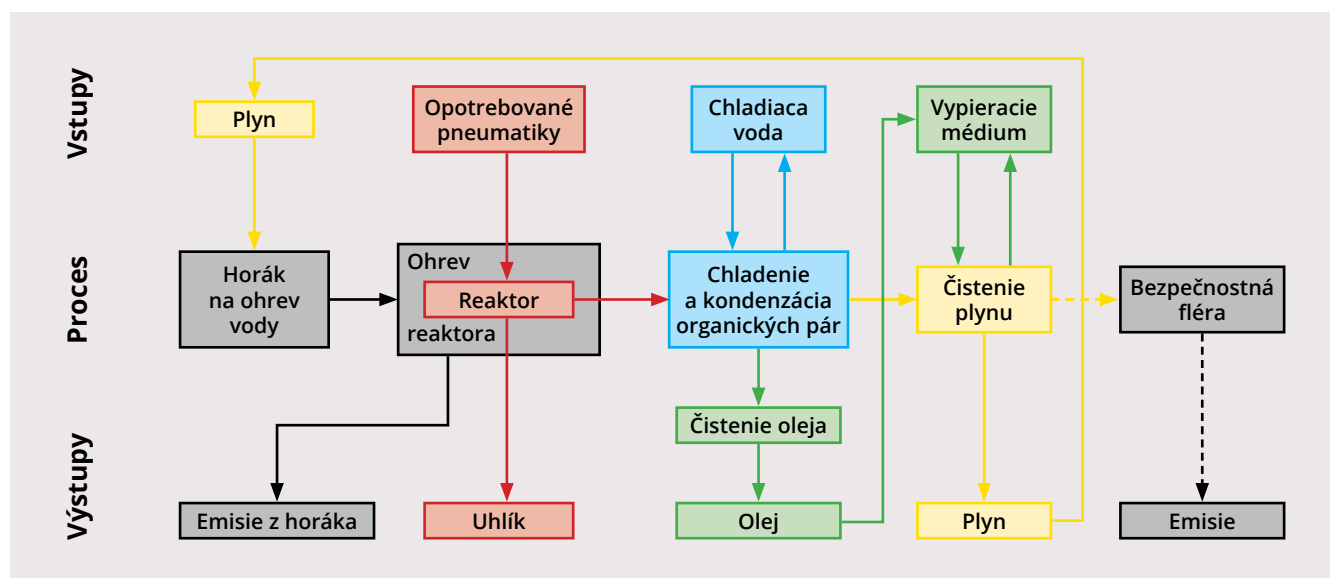 Vstupy
Plyn
Opotrebované
pneumatiky
Chladiaca
voda
Vypieracie
médium
Proces
Horák
na ohrev
vody
Ohrev
Reaktor
reaktora
Chladenie
a kondenzácia
organických pár
Čistenie
plynu
Bezpečnostná
fléra
Čistenie oleja
Výstupy
Emisie z horáka
Uhlík
Olej
Plyn
Emisie